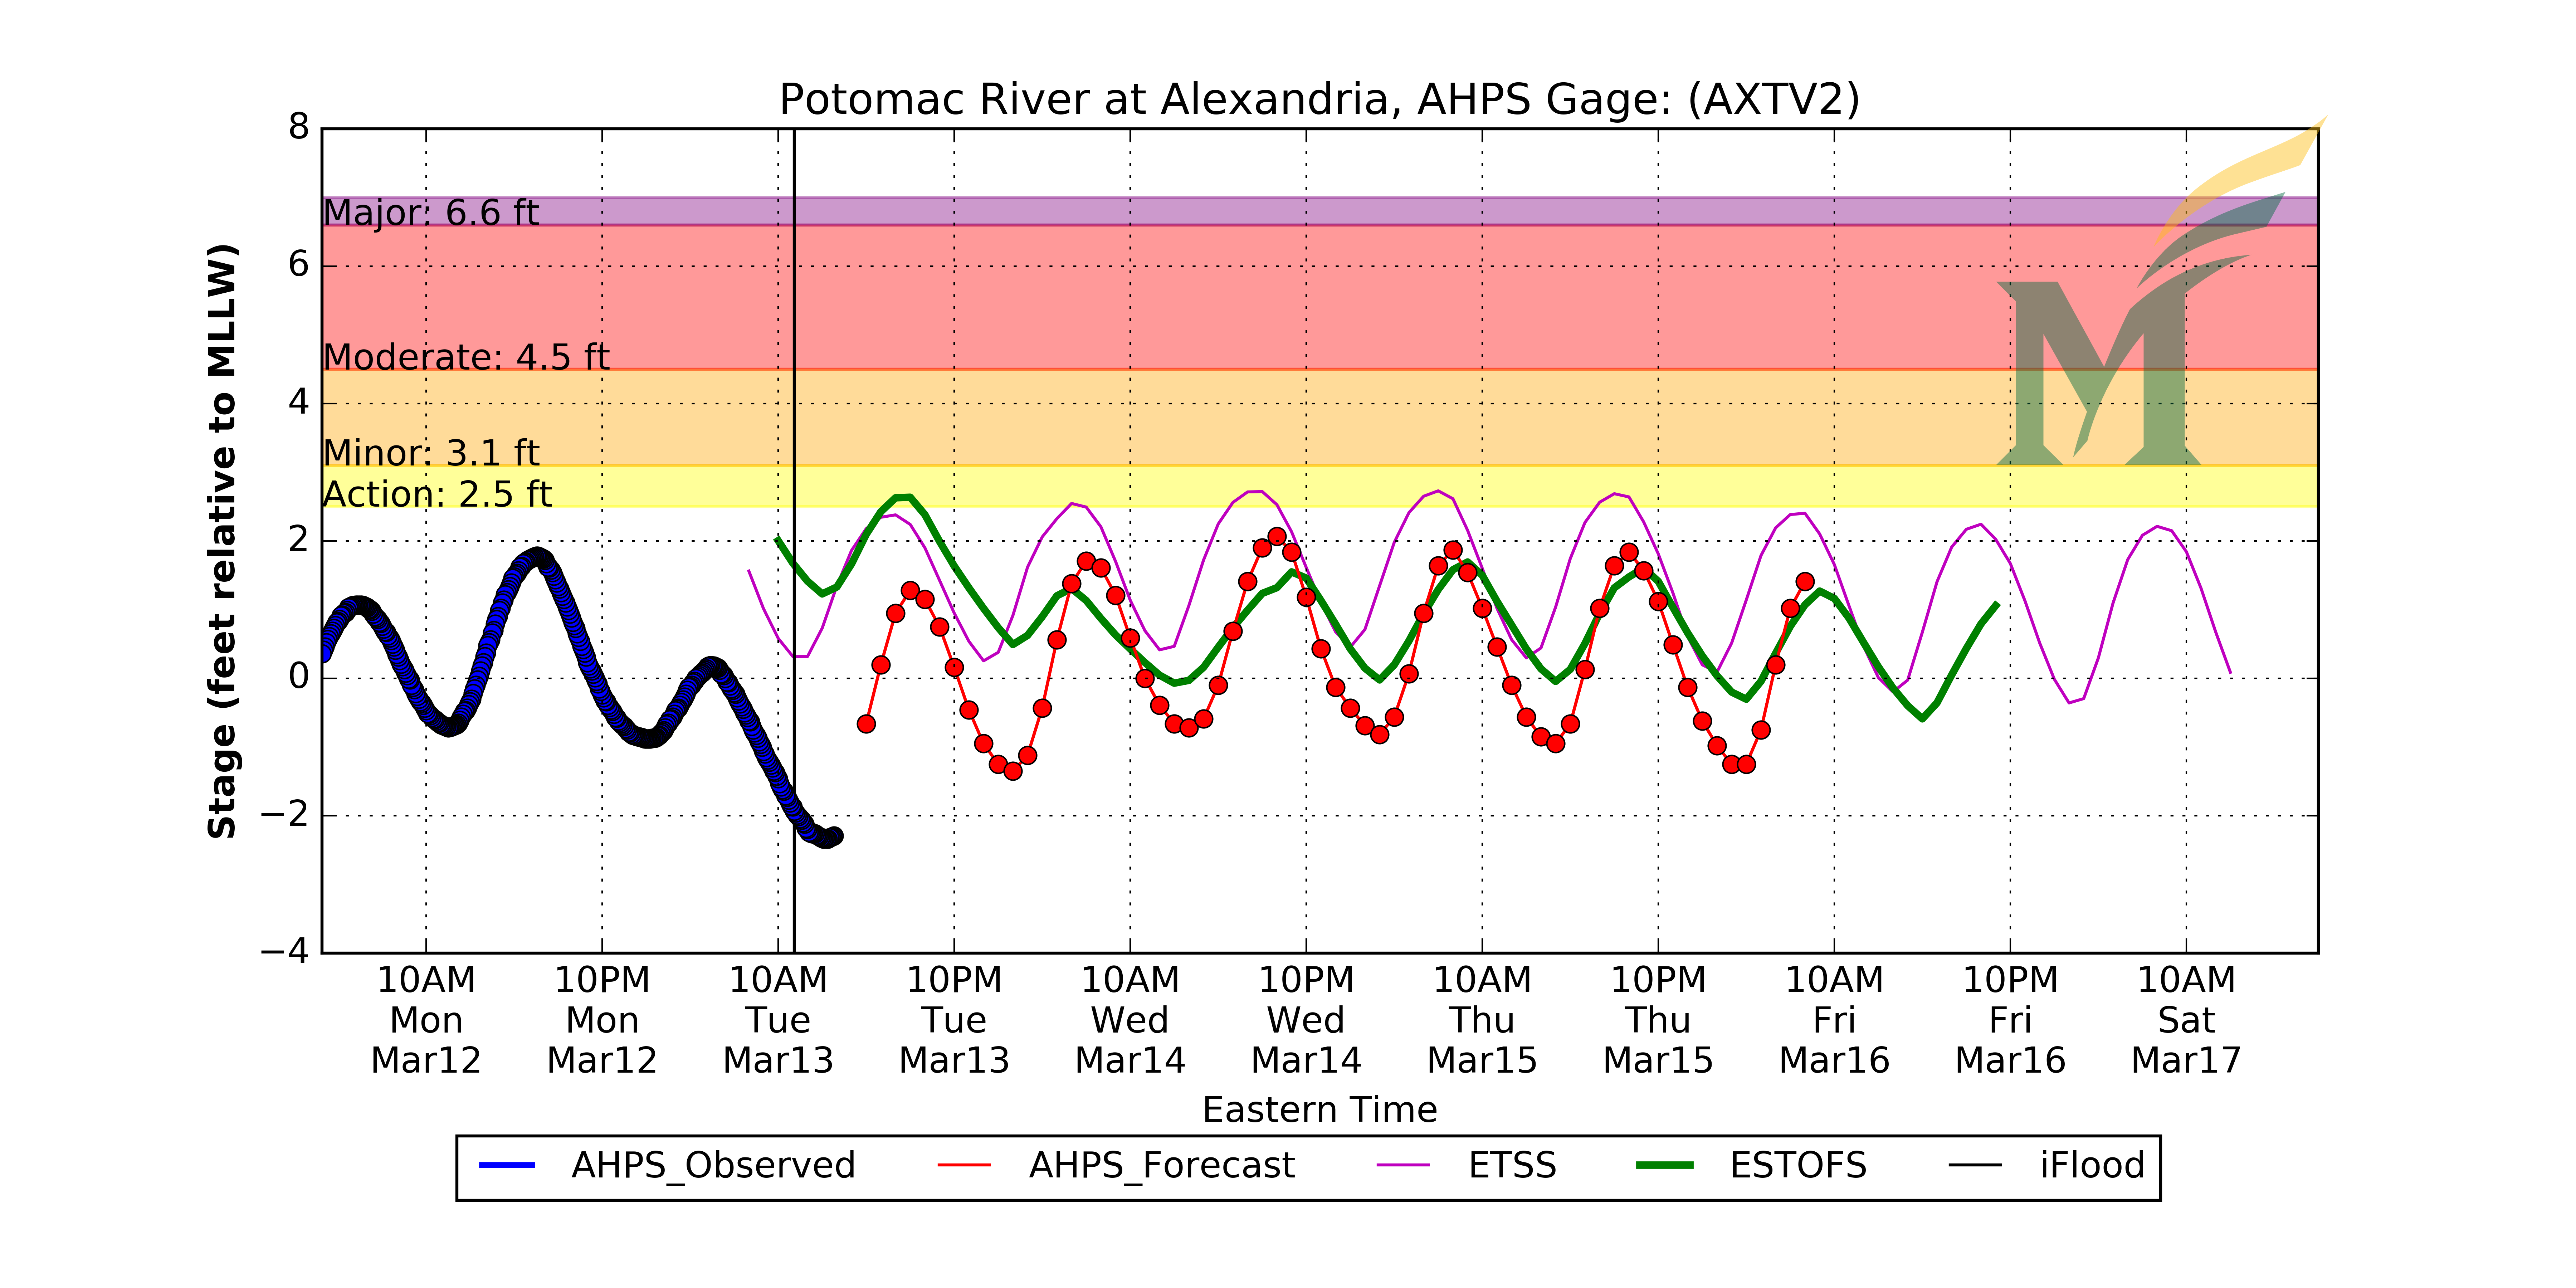 Potomac River at Alexandria, AHPS Gage: (AXTV2)
8
6
4
2
0
−2
−4
Stage (feet relative to MLLW)
Major: 6.6 ft
Moderate: 4.5 ft
Minor: 3.1 ft
Action: 2.5 ft
10AM 10PM 10AM 10PM 10AM 10PM 10AM 10PM 10AM 10PM 10AM
Mon Mon Tue Tue Wed Wed Thu Thu Fri Fri Sat
Mar12 Mar12 Mar13 Mar13 Mar14 Mar14 Mar15 Mar15 Mar16 Mar16 Mar17
Eastern Time
AHPS_Observed AHPS_Forecast ETSS ESTOFS iFlood
M